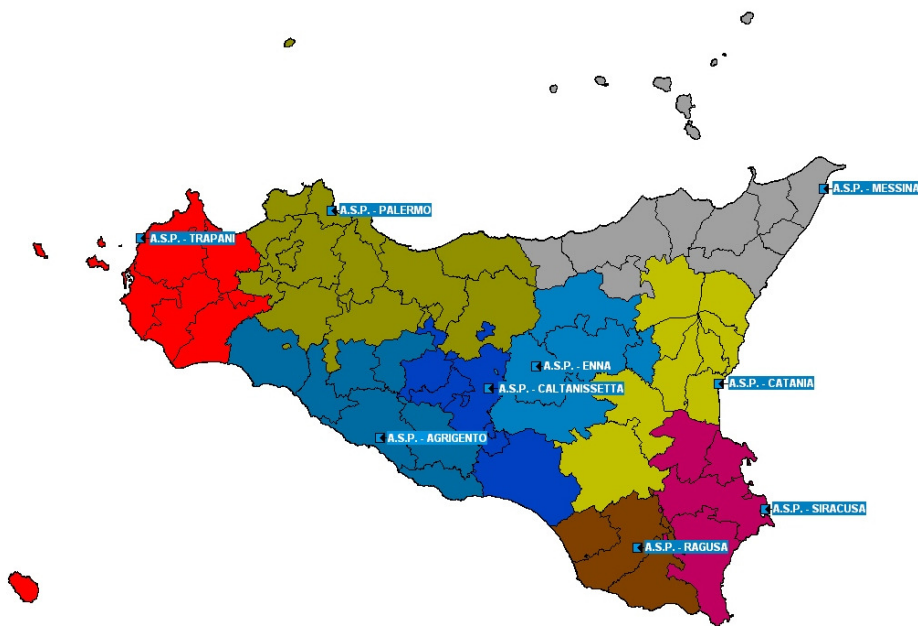 A.S.P. - MESSINA
A.S.P. - PALERMO
A.S.P. - TRAPANI
A.S.P. - ENNA
A.S.P. - CATANIA
A.S.P. - CALTANISSETTA
A.S.P. - AGRIGENTO
A.S.P. - SIRACUSA
A.S.P. - RAGUSA